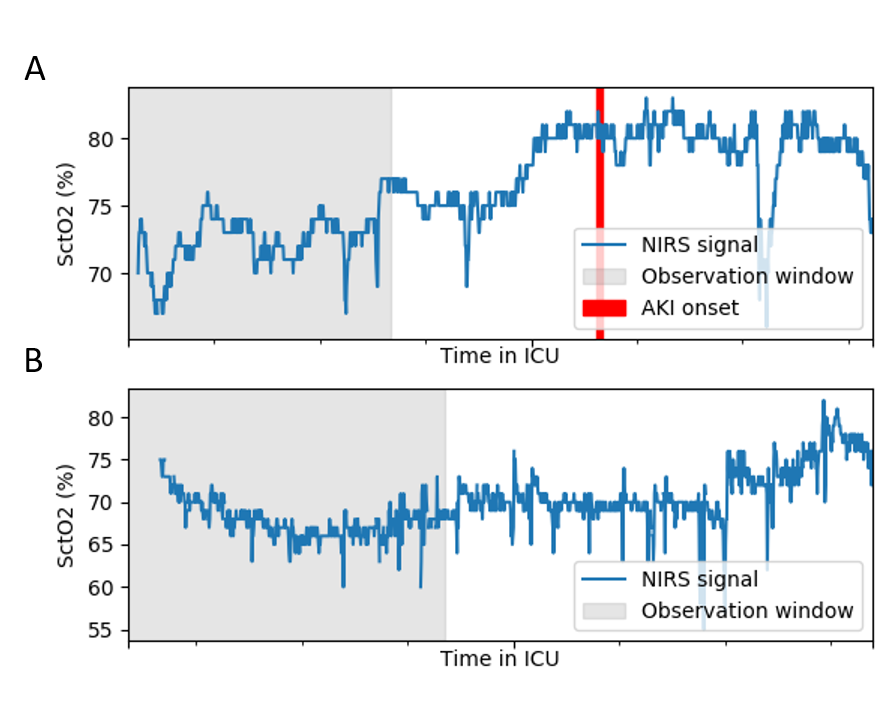 A
80
75
70
SctO2 (%)
NIRS signal
Observation window
AKI onset
Time in ICU
B
80
75
70
65
60
55
SctO2 (%)
NIRS signal
Observation window
Time in ICU